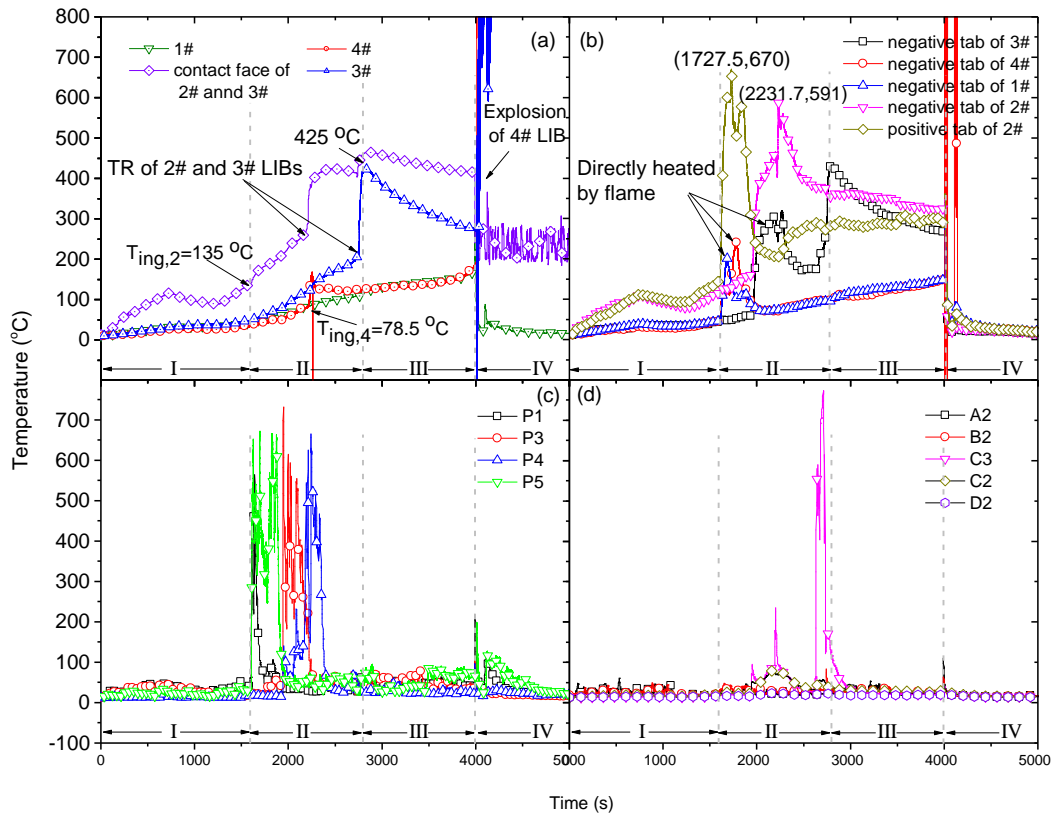 800
700
600
500
400
300
200
100
0
1#
contact face of
2# annd 3#
4#
3#
(a)
Explosion
of 4# LIB
425 °C
TR of 2# and 3# LIBs
Ting,2=135 °C
Ting,4=78.5 °C
I II III IV
(b)
(1727.5,670)
(2231.7,591)
negative tab of 3#
negative tab of 4#
negative tab of 1#
negative tab of 2#
positive tab of 2#
Directly heated
by flame
I II III IV
Temperature (°C)
700
600
500
400
300
200
100
0
-100
(c)
P1
P3
P4
P5
I II III IV
0 1000 2000 3000 4000 500
(d)
A2
B2
C3
C2
D2
I II III IV
0 1000 2000 3000 4000 5000
Time (s)